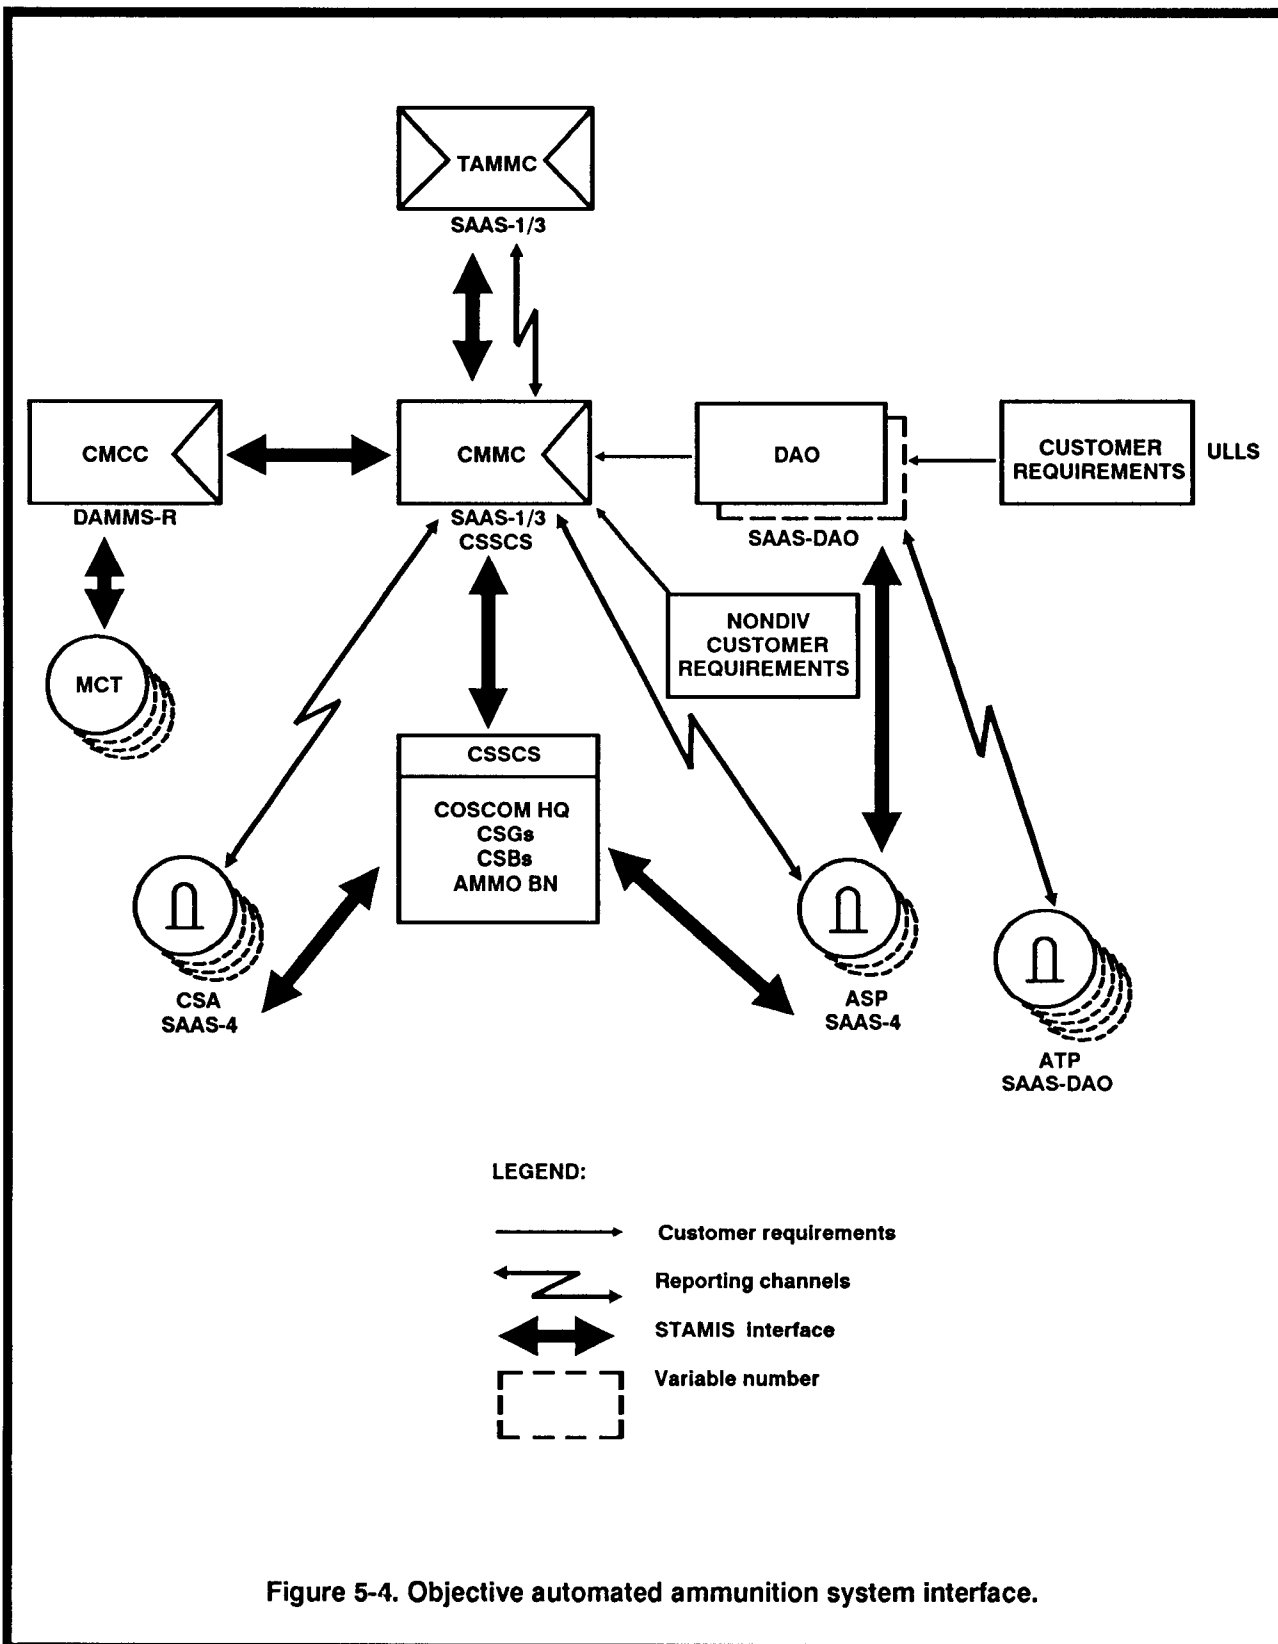 TAMMC
SAAS-1/3
CMCC
DAMMS-R
CMMC
SAAS-1/3
CSSCS
DAO
SAAS-DAO
CUSTOMER
REQUIREMENTS
ULLS
NONDIV
CUSTOMER
REQUIREMENTS
MCT
CSSCS
COSCOM HQ
CSGs
CSBs
AMMO BN
CSA
SAAS-4
ASP
SAAS-4
ATP
SAAS-DAO
LEGEND:
Customer requirements
Reporting channels
STAMIS interface
Variable number
Figure 5-4. Objective automated ammunition system interface.